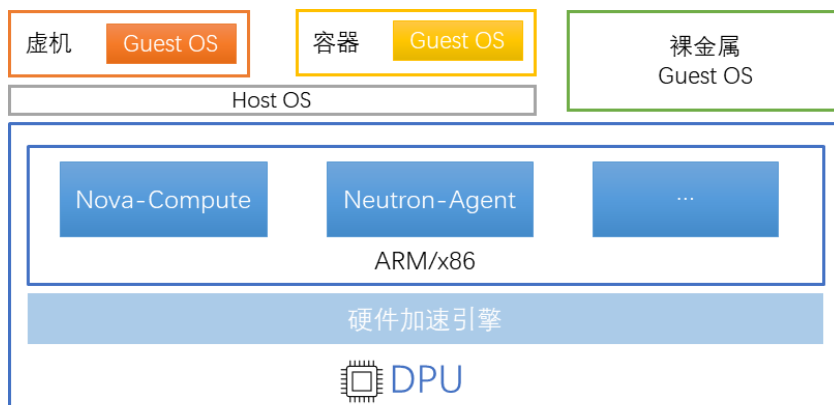 虚机
Guest OS
容器
Guest OS
裸金属
Guest OS
Host OS
Nova-Compute
Neutron-Agent
...
ARM/x86
硬件加速引擎
DPU